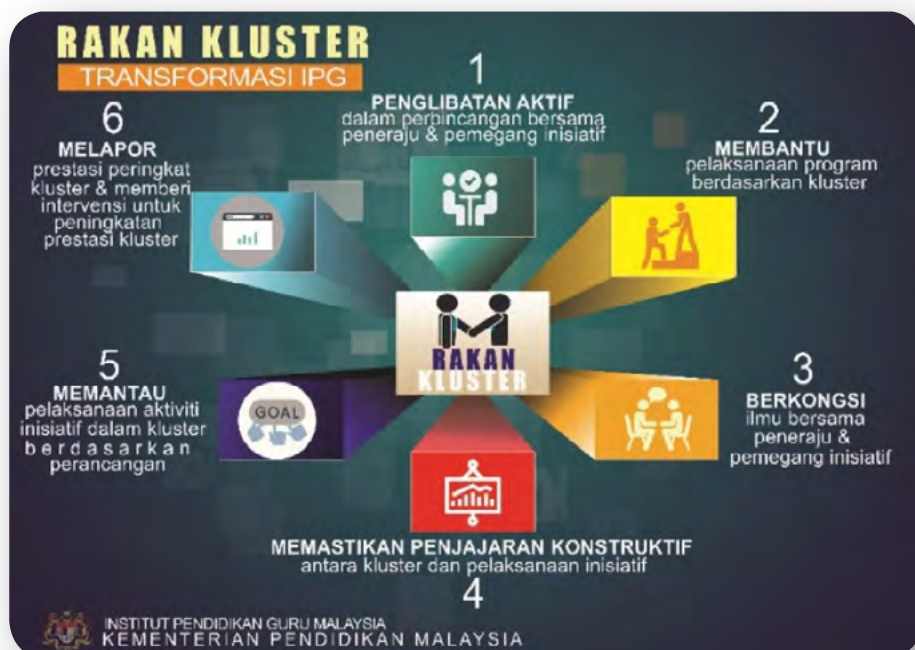 RAKAN KLUSTER
TRANSFORMASI IPG
1
PENGLIBATAN AKTIF
dalam perbincangan bersama
peneraju & pemegang inisiatif
2
MEMBANTU
pelaksanaan program
berdasarkan kluster
3
BERKONGSI
ilmu bersama
peneraju &
pemegang inisiatif
MEMASTIKAN PENJAJARAN KONSTRUKTIF
antara kluster dan pelaksanaan inisiatif
4
5
MEMANTAU
pelaksanaan aktiviti
inisiatif dalam kluster
berdasarkan
perancangan
GOAL
6
MELAPOR
prestasi peringkat
kluster & memberi
intervensi untuk
peningkatan
prestasi kluster
RAKAN
KLUSTER
INSTITUT PENDIDIKAN GURU MALAYSIA
KEMENTERIAN PENDIDIKAN MALAYSIA